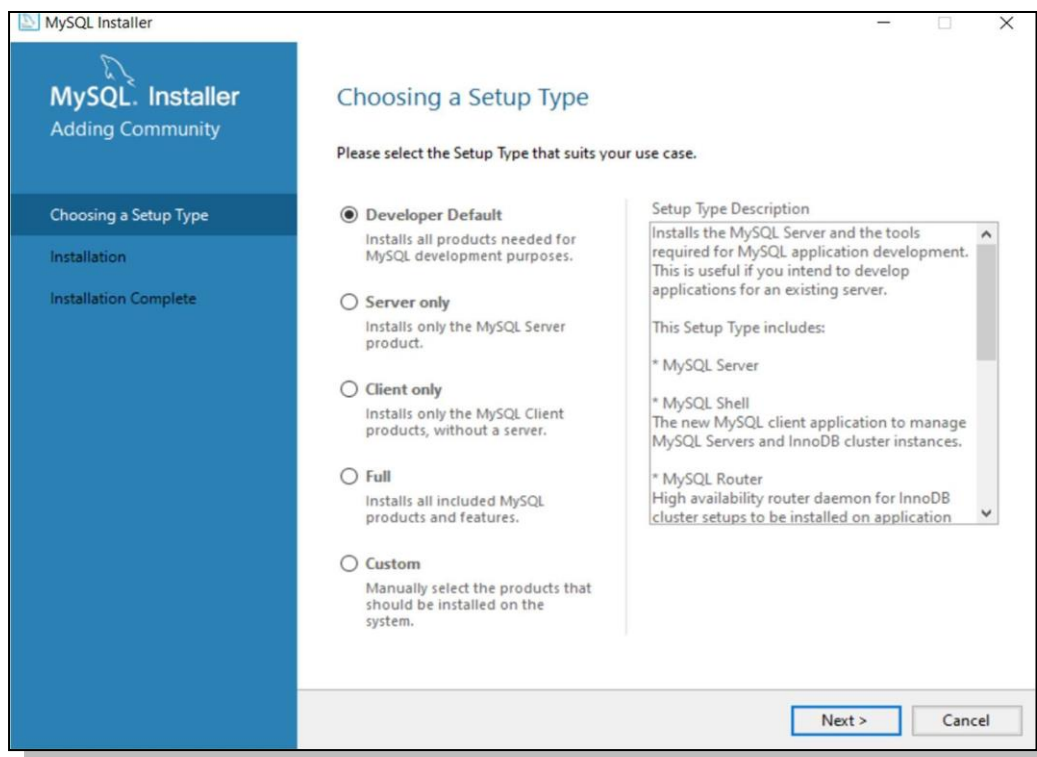 MySQL Installer
MySQL. Installer
Adding Community
Choosing a Setup Type
Installation
Installation Complete
Choosing a Setup Type
Please select the Setup Type that suits your use case.
Developer Default
Installs all products needed for
MySQL development purposes.
Server only
Installs only the MySQL Server
product.
Client only
Installs only the MySQL Client
products, without a server.
Full
Installs all included MySQL
products and features.
Custom
Manually select the products that
should be installed on the
system.
Setup Type Description
Installs the MySQL Server and the tools
required for MySQL application development.
This is useful if you intend to develop
applications for an existing server.
This Setup Type includes:
* MySQL Server
* MySQL Shell
The new MySQL client application to manage
MySQL Servers and InnoDB cluster instances.
* MySQL Router
High availability router daemon for InnoDB
cluster setups to be installed on application
Next >
Cancel